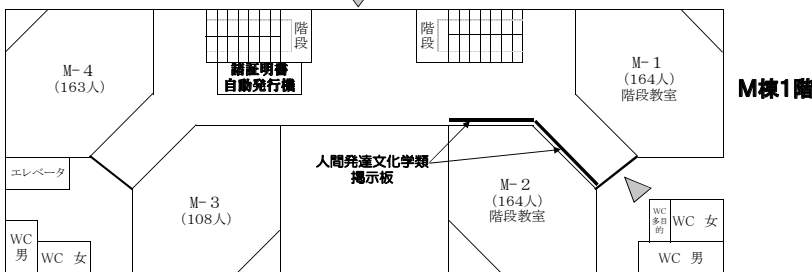 階
段
階
段
M-4
(163人)
諸証明書
自動発行機
M-1
(164人)
階段教室
M棟1階
人間発達文化学類
掲示板
エレベータ
M-3
(108人)
M-2
(164人)
階段教室
WC
男
WC 女
WC
多目
的
WC 女
WC 男